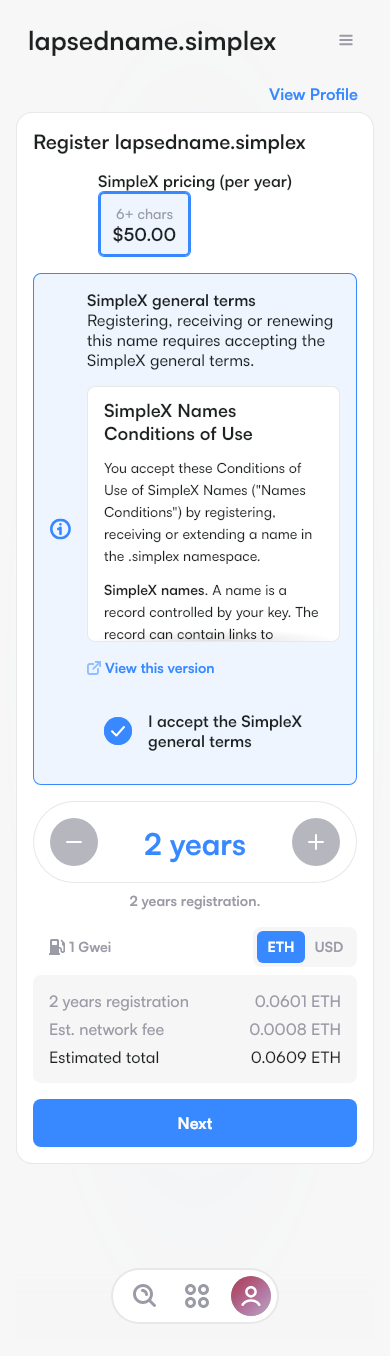 lapsedname.simplex
View Profile
Register lapsedname.simplex
SimpleX pricing (per year)
6+ chars
$50.00
SimpleX general terms
Registering, receiving or renewing
this name requires accepting the
SimpleX general terms.
SimpleX Names
Conditions of Use
You accept these Conditions of
Use of SimpleX Names ("Names
Conditions") by registering,
receiving or extending a name in
the .simplex namespace.
SimpleX names. A name is a
record controlled by your key. The
record can contain links to
View this version
I accept the SimpleX
general terms
2 years
2 years registration.
1 Gwei
ETH USD
2 years registration 0.0601 ETH
Est. network fee 0.0008 ETH
Estimated total 0.0609 ETH
Next